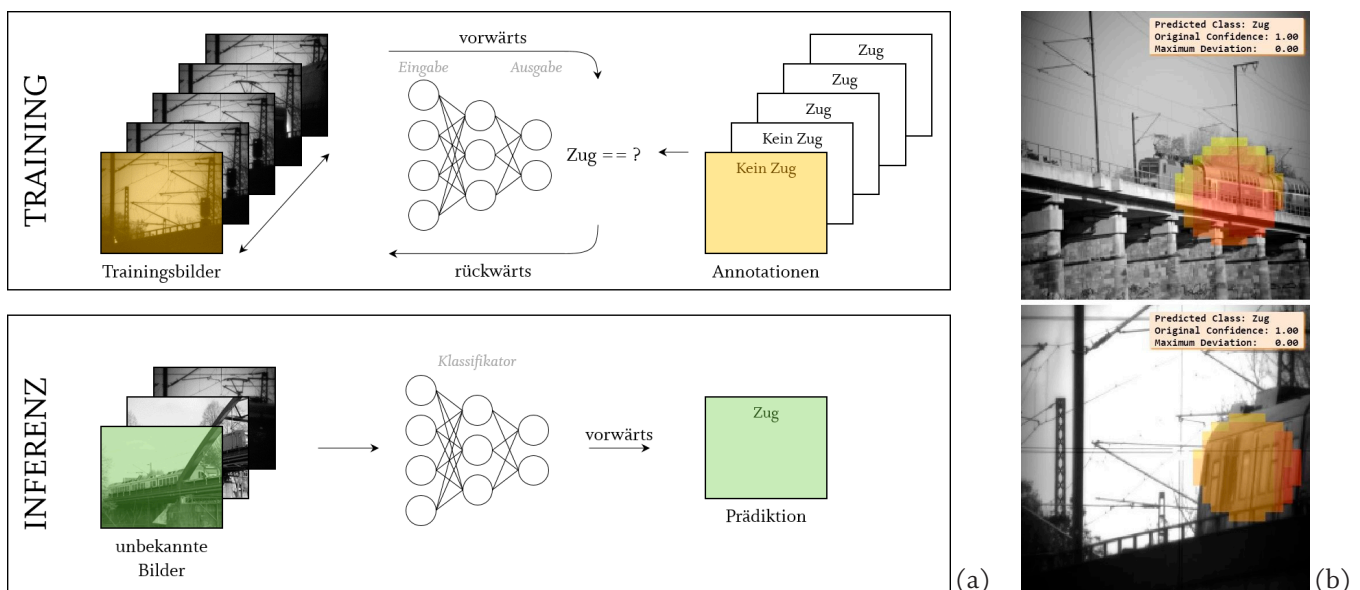 TRAINING
vorwärts
Eingabe
Ausgabe
Zug == ?
rückwärts
Trainingsbilder
Zug
Zug
Zug
Kein Zug
Kein Zug
Annotationen
INFERENZ
unbekannte
Bilder
Klassifikator
vorwärts
Zug
Prädiktion
(a)
Predicted Class: Zug
Original Confidence: 1.00
Maximum Deviation: 0.00
Predicted Class: Zug
Original Confidence: 1.00
Maximum Deviation: 0.00
(b)